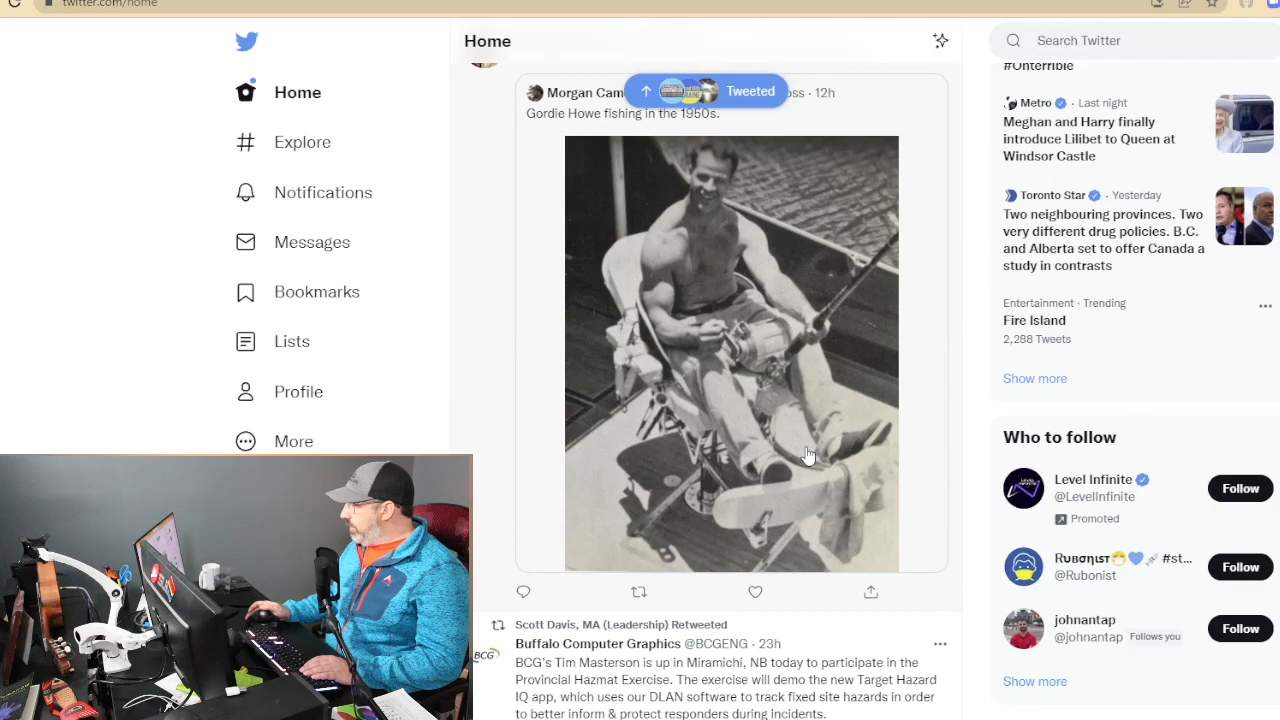 twitter.com/home
Home
Explore
Notifications
Messages
Bookmarks
Lists
Profile
More
Home
Tweeted
Morgan Cam
oss · 12h
Gordie Howe fishing in the 1950s.
Scott Davis, MA (Leadership) Retweeted
BCG
Buffalo Computer Graphics @BCGENG · 23h
BCG's Tim Masterson is up in Miramichi, NB today to participate in the
Provincial Hazmat Exercise. The exercise will demo the new Target Hazard
IQ app, which uses our DLAN software to track fixed site hazards in order
to better inform & protect responders during incidents.
Search Twitter
#Onterrible
Metro · Last night
Meghan and Harry finally
introduce Lilibet to Queen at
Windsor Castle
Toronto Star · Yesterday
Two neighbouring provinces. Two
very different drug policies. B.C.
and Alberta set to offer Canada a
study in contrasts
Entertainment · Trending
Fire Island
2,288 Tweets
Show more
Who to follow
Level Infinite
@LevelInfinite
Promoted
Follow
Rᴜʙσɳιѕт😷💙💉 #st...
@Rubonist
Follow
johnantap
@johnantap Follows you
Follow
Show more